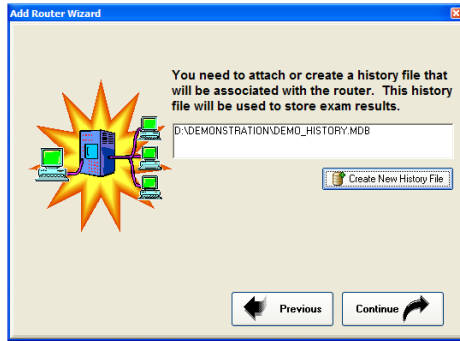 Add Router Wizard
You need to attach or create a history file that
will be associated with the router. This history
file will be used to store exam results.
D:\DEMONSTRATION\DEMO_HISTORY.MDB
Create New History File
Previous
Continue